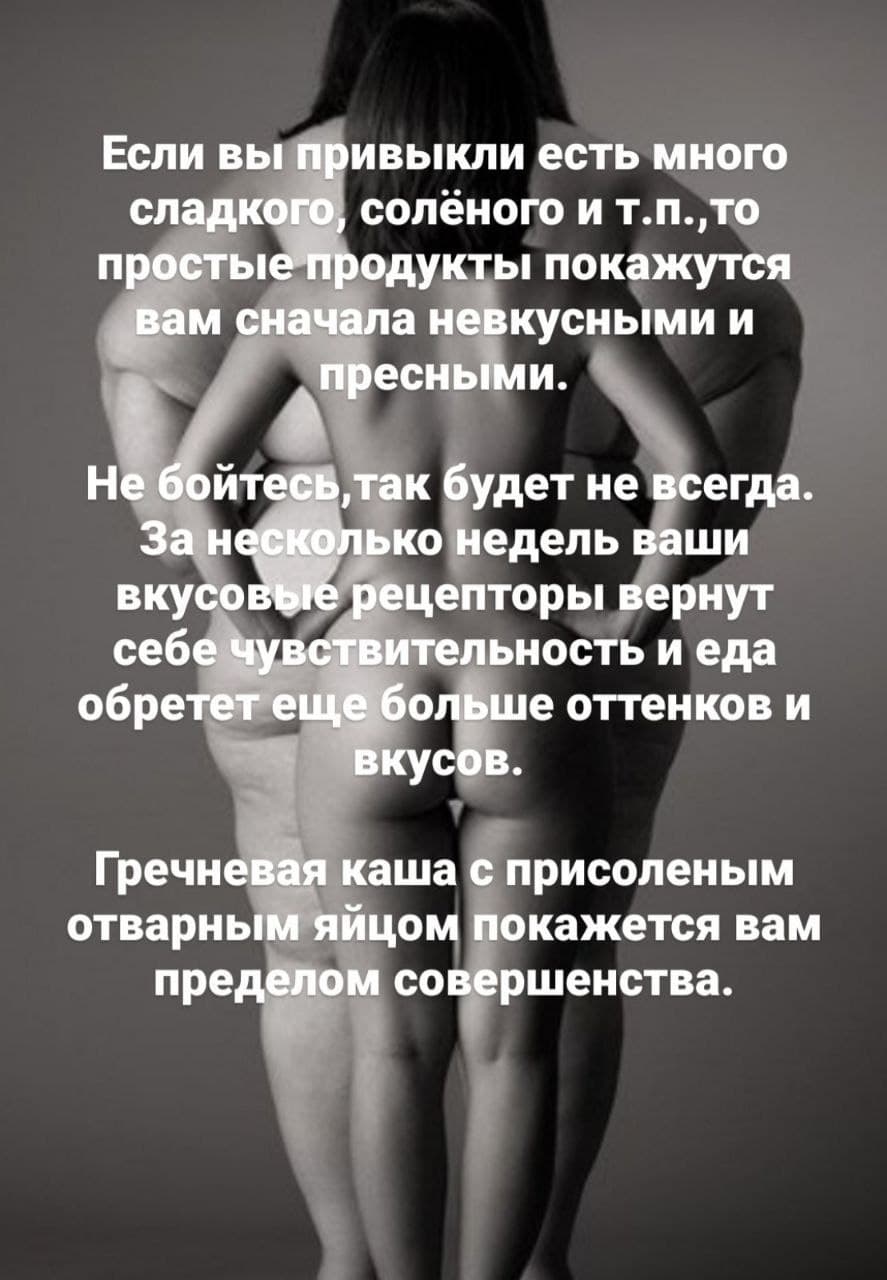 Если вы привыкли есть много
сладкого, солёного и т.п.,то
простые продукты покажутся
вам сначала невкусными и
пресными.
Не бойтесь,так будет не всегда.
За несколько недель ваши
вкусовые рецепторы вернут
себе чувствительность и еда
обретет еще больше оттенков и
вкусов.
Гречневая каша с присоленым
отварным яйцом покажется вам
пределом совершенства.